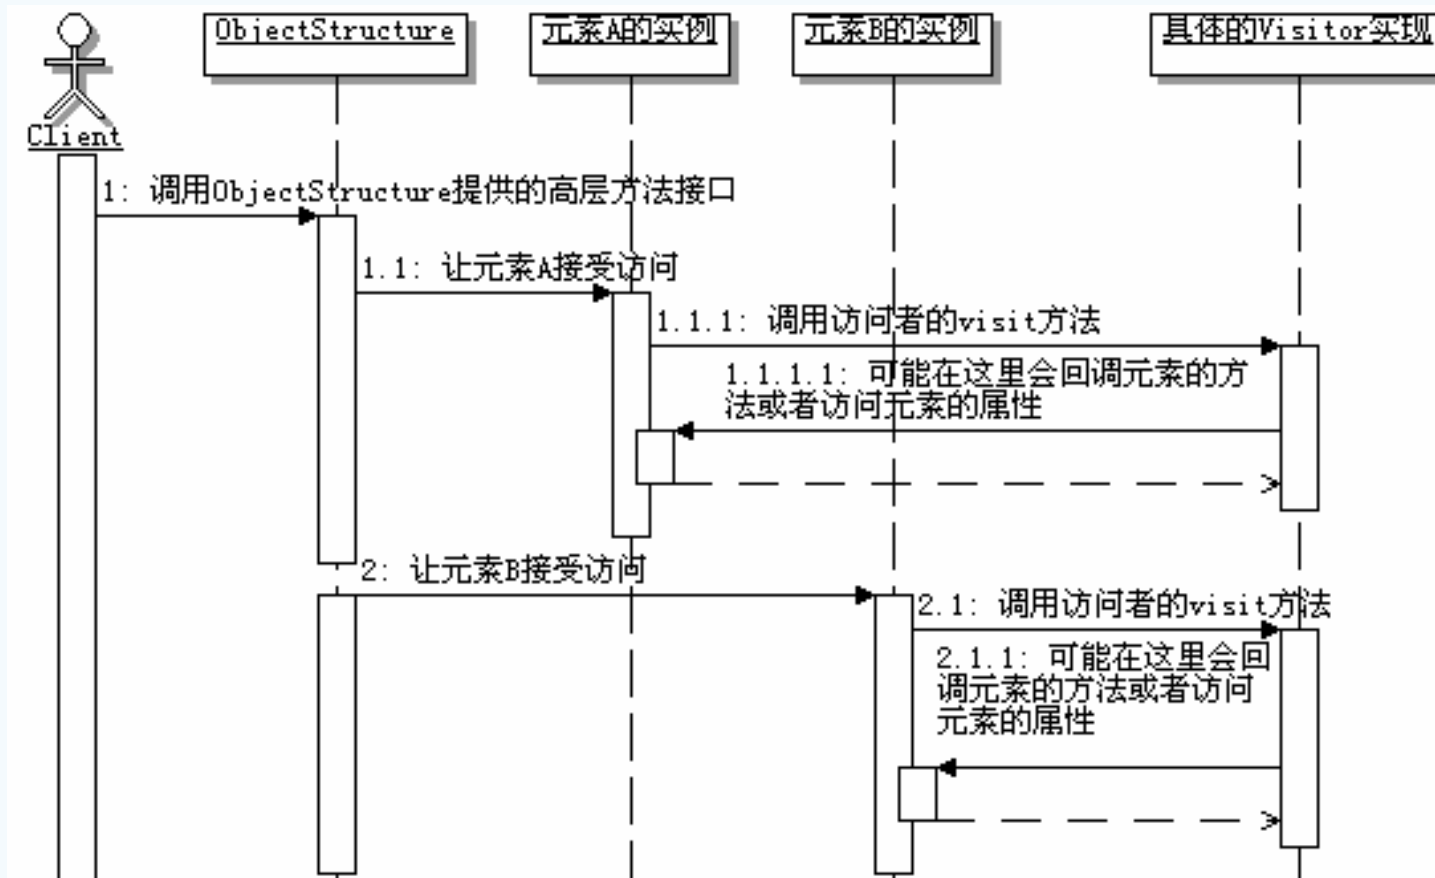 ObjectStructure
元素A的实例
元素B的实例
具体的Visitor实现
Client
1: 调用ObjectStructure提供的高层方法接口
1.1: 让元素A接受访问
1.1.1: 调用访问者的visit方法
1.1.1.1: 可能在这里会回调元素的方
法或者访问元素的属性
2: 让元素B接受访问
2.1: 调用访问者的visit方法
2.1.1: 可能在这里会回
调元素的方法或者访问
元素的属性